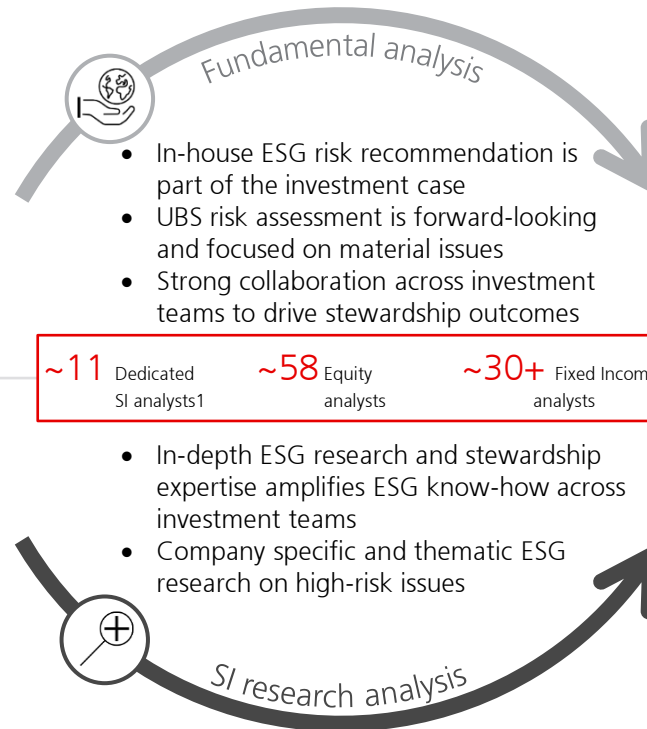 Fundamental analysis
• In-house ESG risk recommendation is
part of the investment case
• UBS risk assessment is forward-looking
and focused on material issues
• Strong collaboration across investment
teams to drive stewardship outcomes
~11 Dedicated ~58 Equity ~30+ Fixed Incom
SI analysts1 analysts analysts
• In-depth ESG research and stewardship
expertise amplifies ESG know-how across
investment teams
• Company specific and thematic ESG
research on high-risk issues
SI research analysis